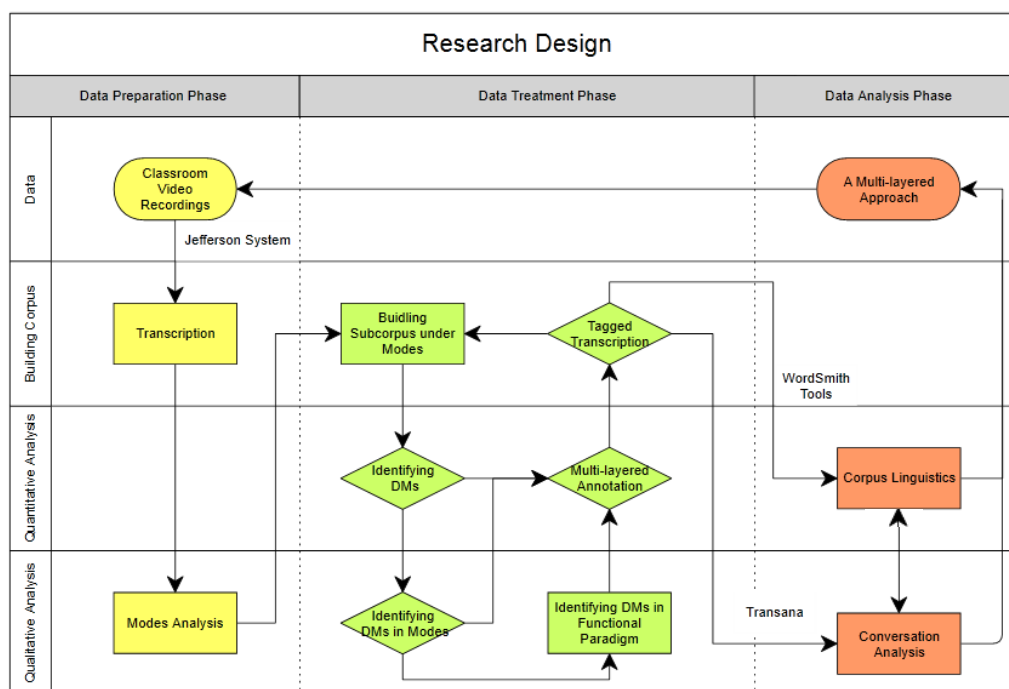 Research Design
Data Preparation Phase
Data Treatment Phase
Data Analysis Phase
Data
Classroom
Video
Recordings
A Multi-layered
Approach
Jefferson System
Building Corpus
Transcription
Buidling
Subcorpus under
Modes
Tagged
Transcription
WordSmith
Tools
Quantitative Analysis
Identifying
DMs
Multi-layered
Annotation
Corpus Linguistics
Qualitative Analysis
Modes Analysis
Identifying
DMs in Modes
Identifying DMs in
Functional
Paradigm
Transana
Conversation
Analysis